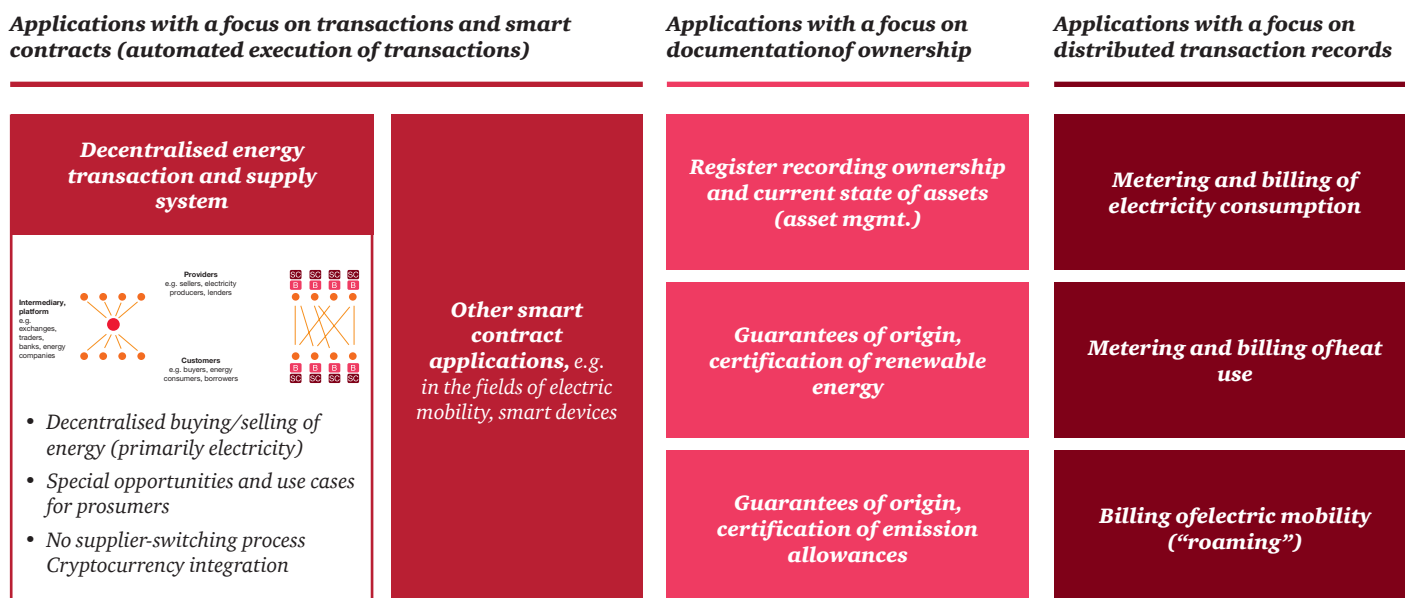 Applications with a focus on transactions and smart
contracts (automated execution of transactions)
Applications with a focus on
documentationof ownership
Applications with a focus on
distributed transaction records
Decentralised energy
transaction and supply
system
Intermediary,
platform
e.g.
exchanges,
traders,
banks, energy
companies
Providers
e.g. sellers, electricity
producers, lenders
Customers
e.g. buyers, energy
consumers, borrowers
SC SC SC SC
B B B B
B B B B
SC SC SC SC
• Decentralised buying/selling of
energy (primarily electricity)
• Special opportunities and use cases
for prosumers
• No supplier-switching process
Cryptocurrency integration
Other smart
contract
applications, e.g.
in the fields of electric
mobility, smart devices
Register recording ownership
and current state of assets
(asset mgmt.)
Guarantees of origin,
certification of renewable
energy
Guarantees of origin,
certification of emission
allowances
Metering and billing of
electricity consumption
Metering and billing ofheat
use
Billing ofelectric mobility
(“roaming”)